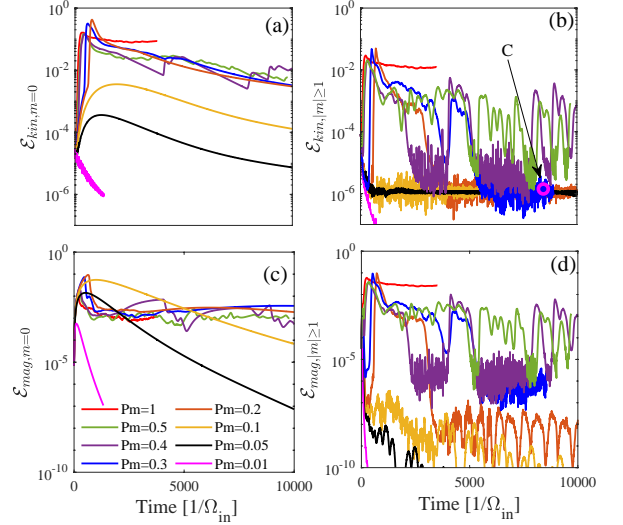 (a)
10^0
10^-2
10^-4
10^-6
ℰ_kin,m=0
(b)
C
10^0
10^-2
10^-4
10^-6
ℰ_kin,|m|≥1
0 5000 10000
(c)
10^0
10^-5
10^-10
ℰ_mag,m=0
Pm=1 Pm=0.2
Pm=0.5 Pm=0.1
Pm=0.4 Pm=0.05
Pm=0.3 Pm=0.01
0 5000 10000
Time [1/Ω_in]
(d)
10^0
10^-5
10^-10
ℰ_mag,|m|≥1
0 5000 10000
Time [1/Ω_in]